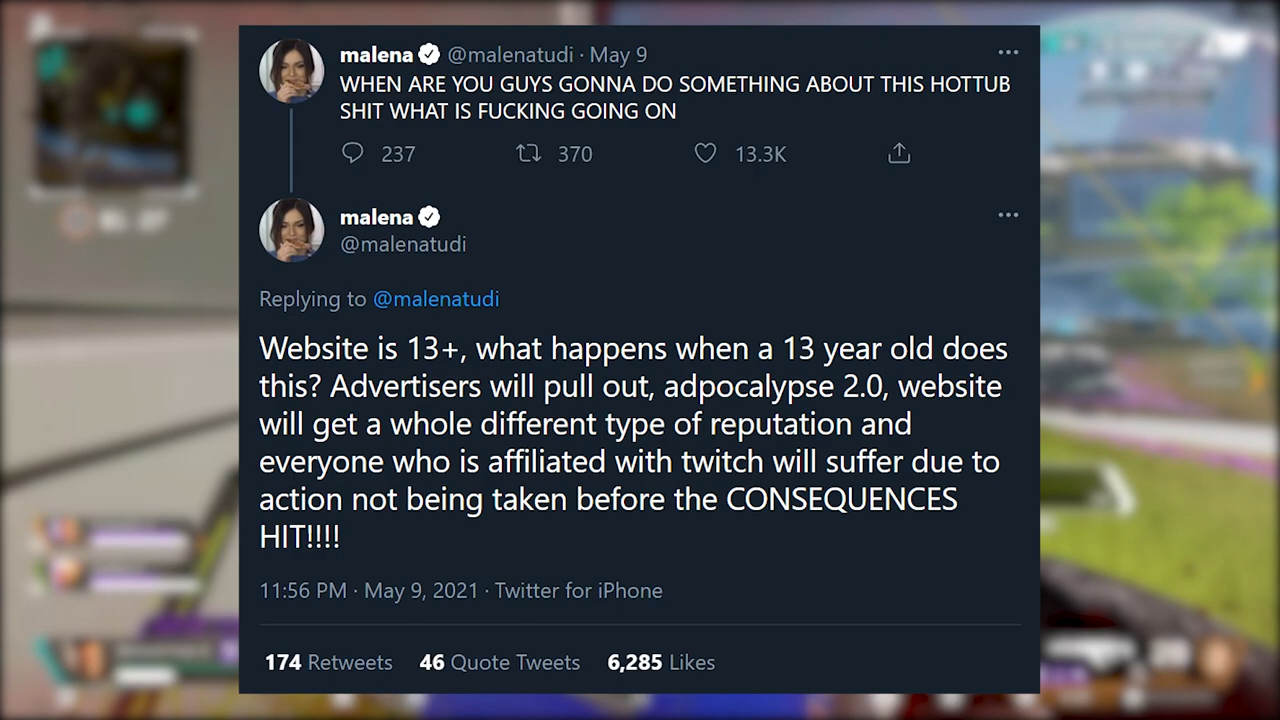 malena @malenatudi · May 9
WHEN ARE YOU GUYS GONNA DO SOMETHING ABOUT THIS HOTTUB
SHIT WHAT IS FUCKING GOING ON
237 370 13.3K
malena
@malenatudi
Replying to @malenatudi
Website is 13+, what happens when a 13 year old does
this? Advertisers will pull out, adpocalypse 2.0, website
will get a whole different type of reputation and
everyone who is affiliated with twitch will suffer due to
action not being taken before the CONSEQUENCES
HIT!!!!
11:56 PM · May 9, 2021 · Twitter for iPhone
174 Retweets 46 Quote Tweets 6,285 Likes